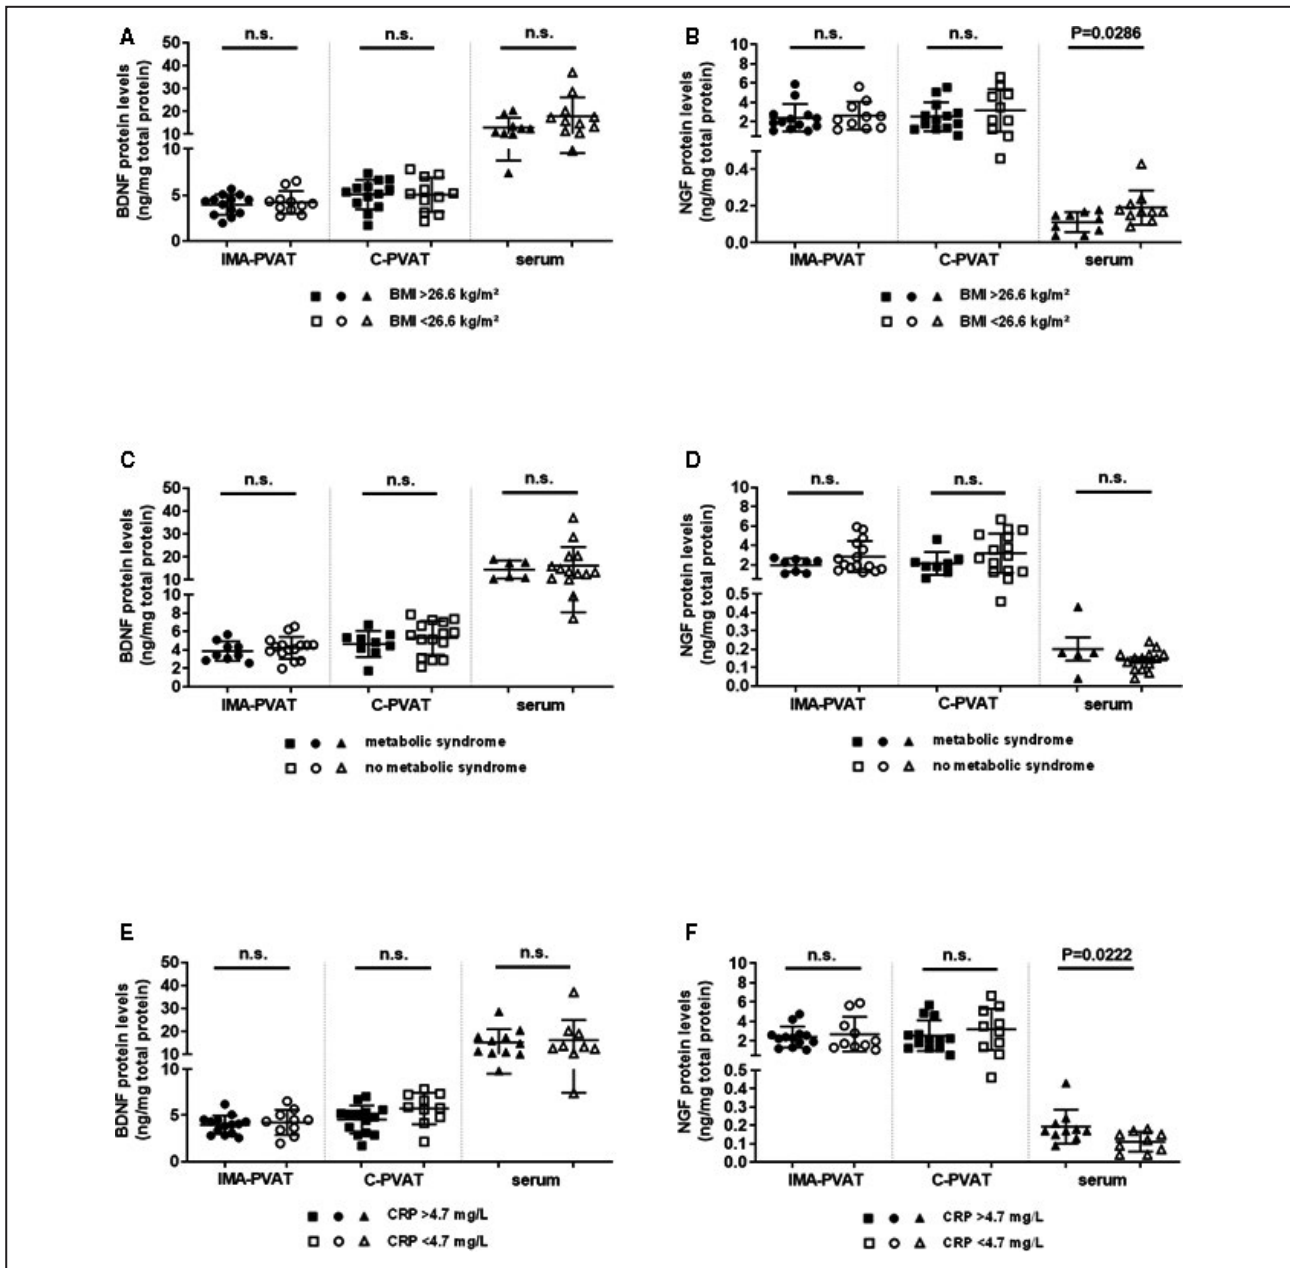 A
BDNF protein levels
(ng/mg total protein)
n.s.
n.s.
n.s.
50
40
30
20
10
10
5
0
IMA-PVAT
C-PVAT
serum
BMI >26.6 kg/m²
BMI <26.6 kg/m²
B
NGF protein levels
(ng/mg total protein)
n.s.
n.s.
P=0.0286
10
8
6
4
2
0.4
0.2
0.0
IMA-PVAT
C-PVAT
serum
BMI >26.6 kg/m²
BMI <26.6 kg/m²
C
BDNF protein levels
(ng/mg total protein)
n.s.
n.s.
n.s.
50
40
30
20
10
10
8
6
4
2
0
IMA-PVAT
C-PVAT
serum
metabolic syndrome
no metabolic syndrome
D
NGF protein levels
(ng/mg total protein)
n.s.
n.s.
n.s.
10
8
6
4
2
0.5
0.4
0.3
0.2
0.1
0.0
IMA-PVAT
C-PVAT
serum
metabolic syndrome
no metabolic syndrome
E
BDNF protein levels
(ng/mg total protein)
n.s.
n.s.
n.s.
50
40
30
20
10
10
5
0
IMA-PVAT
C-PVAT
serum
CRP >4.7 mg/L
CRP <4.7 mg/L
F
NGF protein levels
(ng/mg total protein)
n.s.
n.s.
P=0.0222
10
8
6
4
2
0.5
0.4
0.3
0.2
0.1
0.0
IMA-PVAT
C-PVAT
serum
CRP >4.7 mg/L
CRP <4.7 mg/L